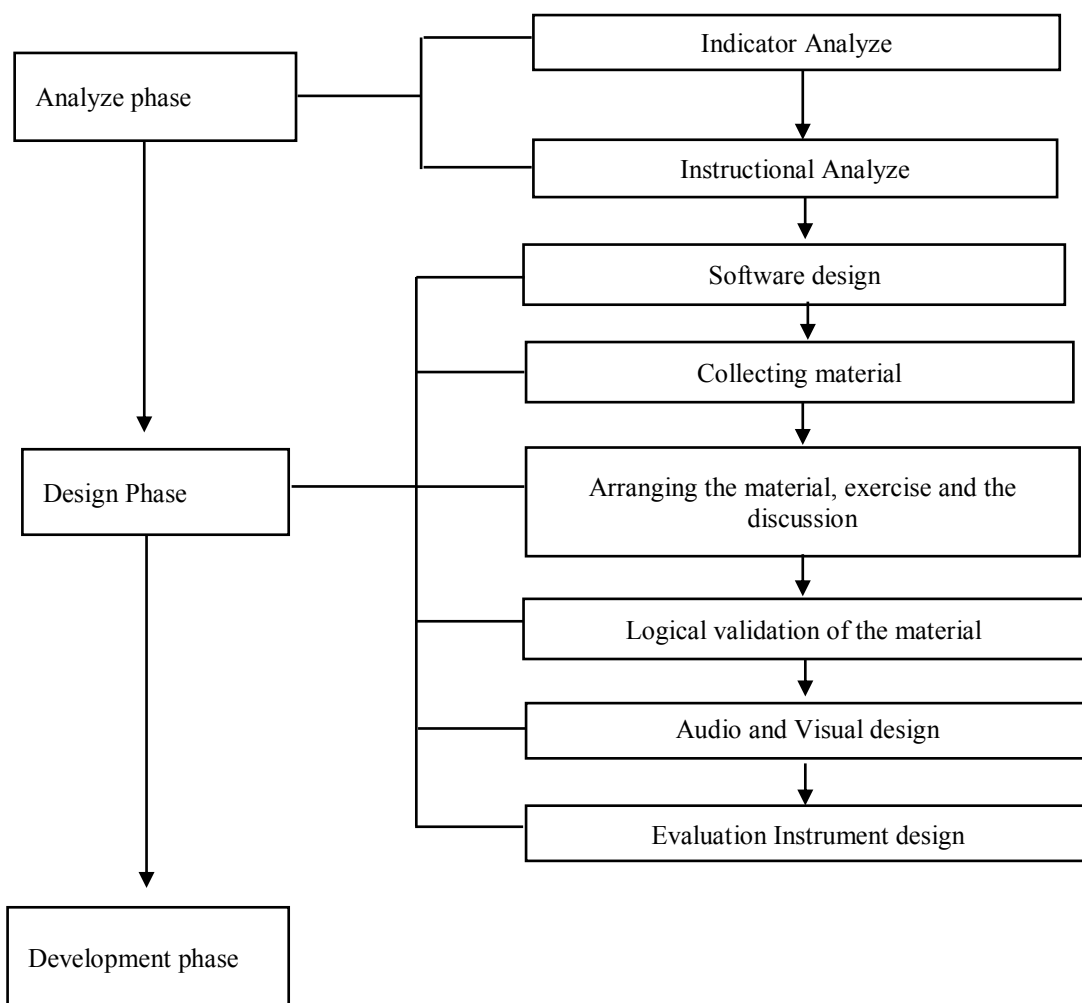 Indicator Analyze
Analyze phase
Instructional Analyze
Software design
Collecting material
Design Phase
Arranging the material, exercise and the
discussion
Logical validation of the material
Audio and Visual design
Evaluation Instrument design
Development phase